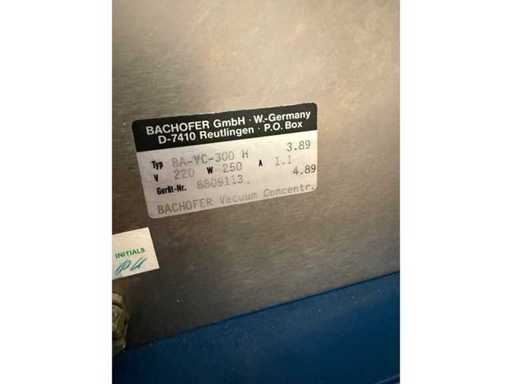 BACHOFER GmbH · W.-Germany
D-7410 Reutlingen · P.O. Box
Typ BA-VC-300 H 3.89
V 220 W 250 A 1.1
Gerät-Nr. 8809113. 4.89
BACHOFER Vacuum Concentr.
INITIALS